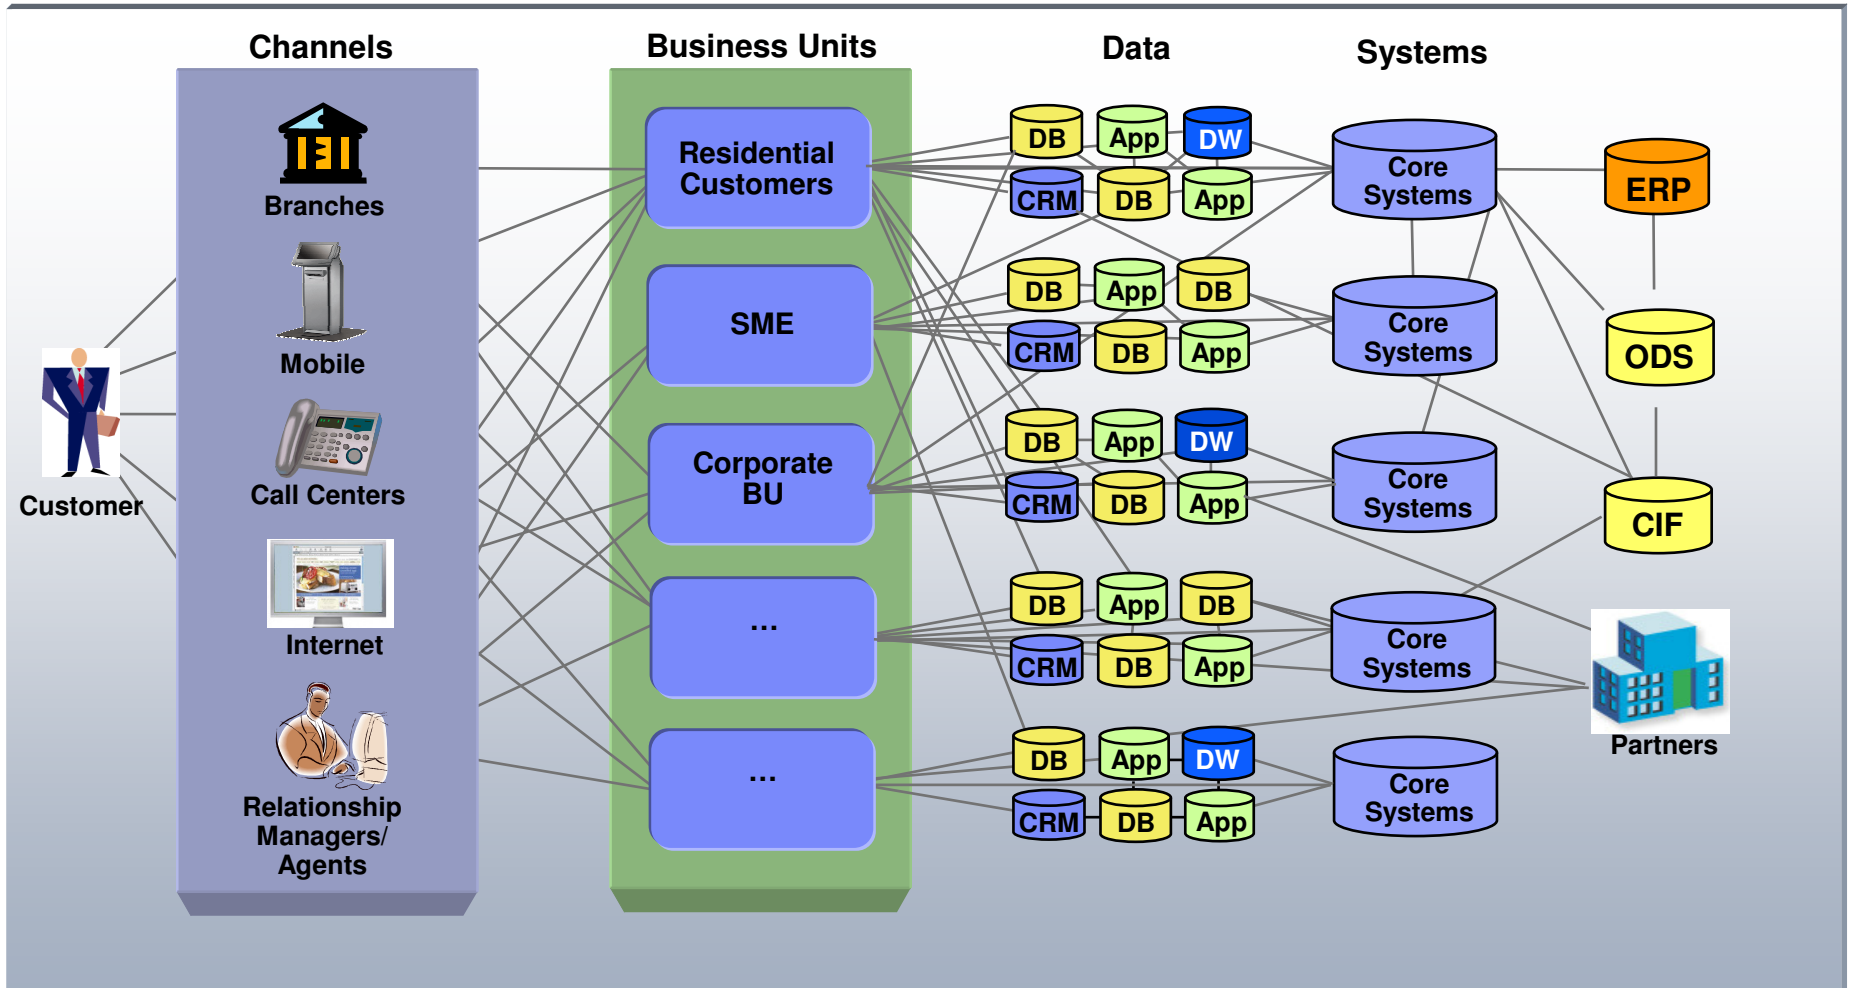 Channels
Business Units
Data
Systems
Customer
Branches
Mobile
Call Centers
Internet
Relationship
Managers/
Agents
Residential
Customers
SME
Corporate
BU
...
...
DB
App
DW
CRM
DB
App
DB
App
DB
CRM
DB
App
DB
App
DW
CRM
DB
App
DB
App
DB
CRM
DB
App
DB
App
DW
CRM
DB
App
Core
Systems
Core
Systems
Core
Systems
Core
Systems
Core
Systems
ERP
ODS
CIF
Partners